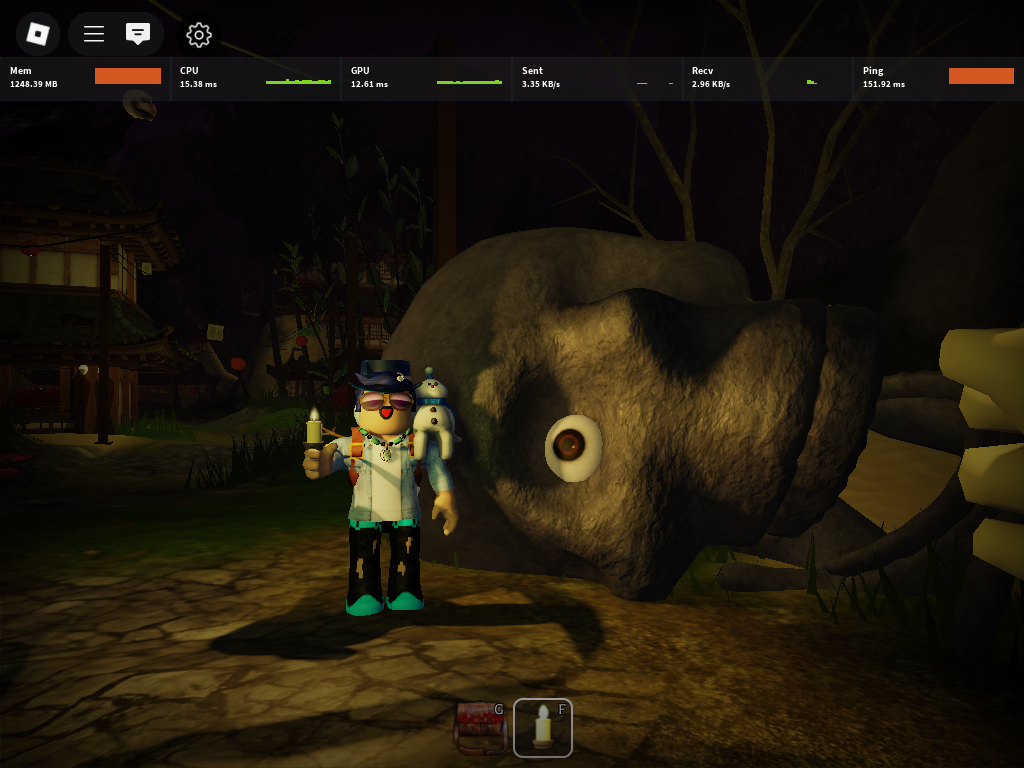 Mem
1248.39 MB
CPU
15.38 ms
GPU
12.61 ms
Sent
3.35 KB/s
Recv
2.96 KB/s
Ping
151.92 ms
G
F